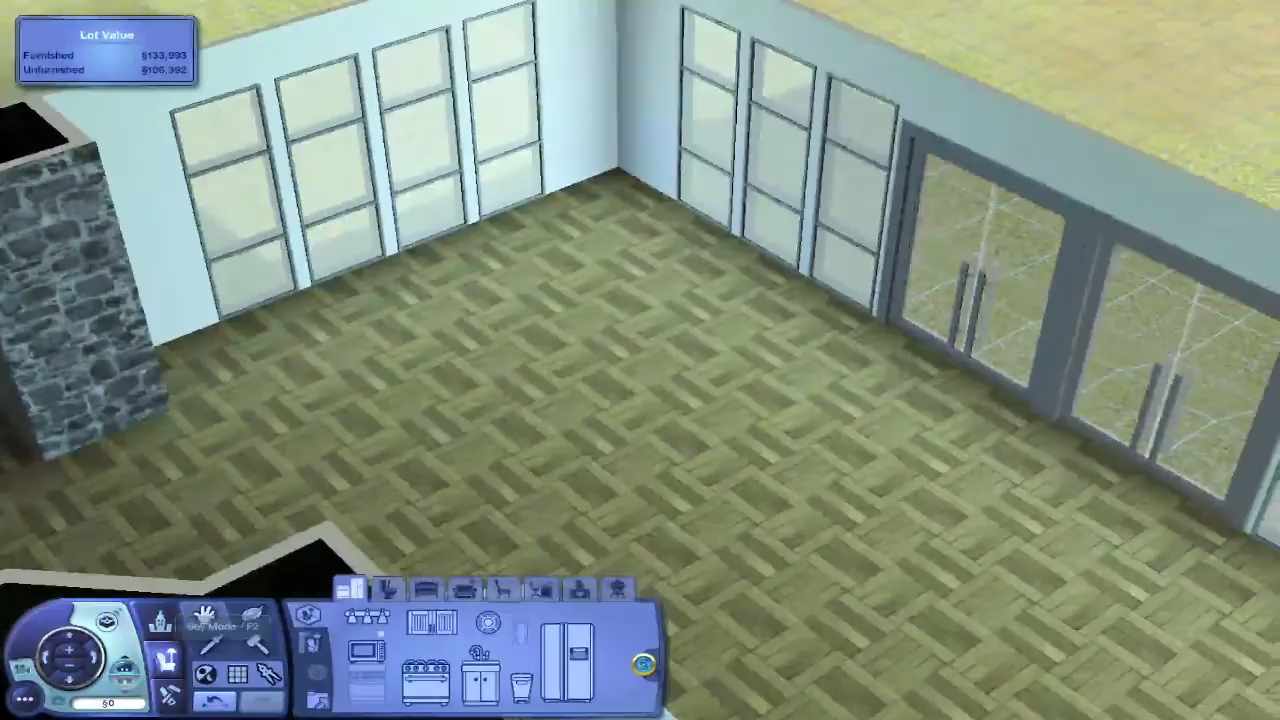 Lot Value
Furnished §133,993
Unfurnished §106,392
Buy Mode / F2
§0